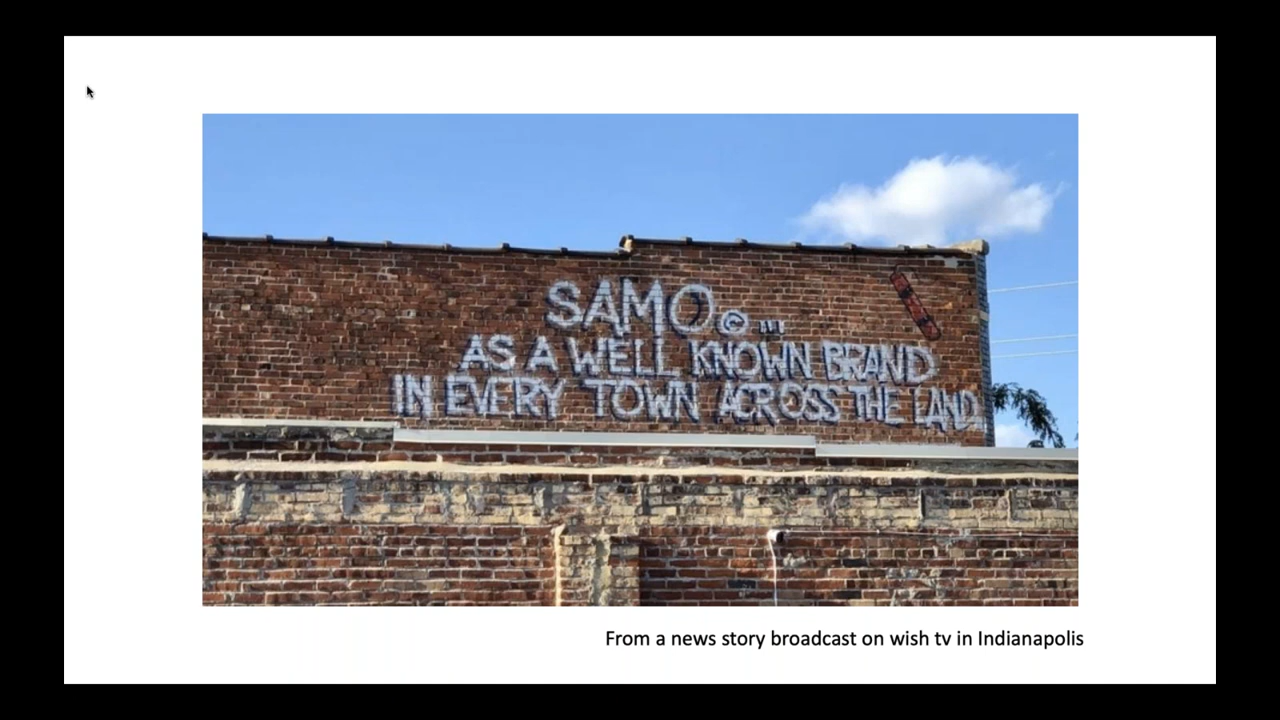 SAMO©...
AS A WELL KNOWN BRAND
IN EVERY TOWN ACROSS THE LAND.
From a news story broadcast on wish tv in Indianapolis